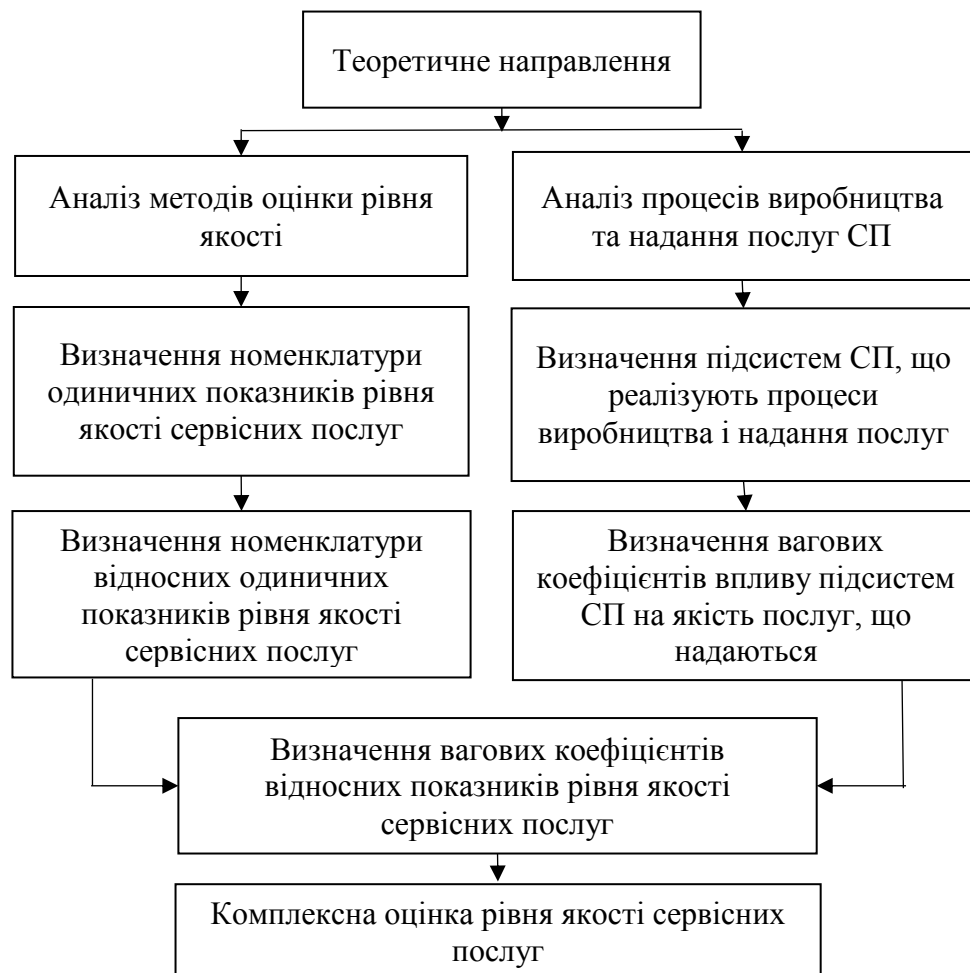 Теоретичне направлення
Аналіз методів оцінки рівня
якості
Аналіз процесів виробництва
та надання послуг СП
Визначення номенклатури
одиничних показників рівня
якості сервісних послуг
Визначення підсистем СП, що
реалізують процеси
виробництва і надання послуг
Визначення номенклатури
відносних одиничних
показників рівня якості
сервісних послуг
Визначення вагових
коефіцієнтів впливу підсистем
СП на якість послуг, що
надаються
Визначення вагових коефіцієнтів
відносних показників рівня якості
сервісних послуг
Комплексна оцінка рівня якості сервісних
послуг